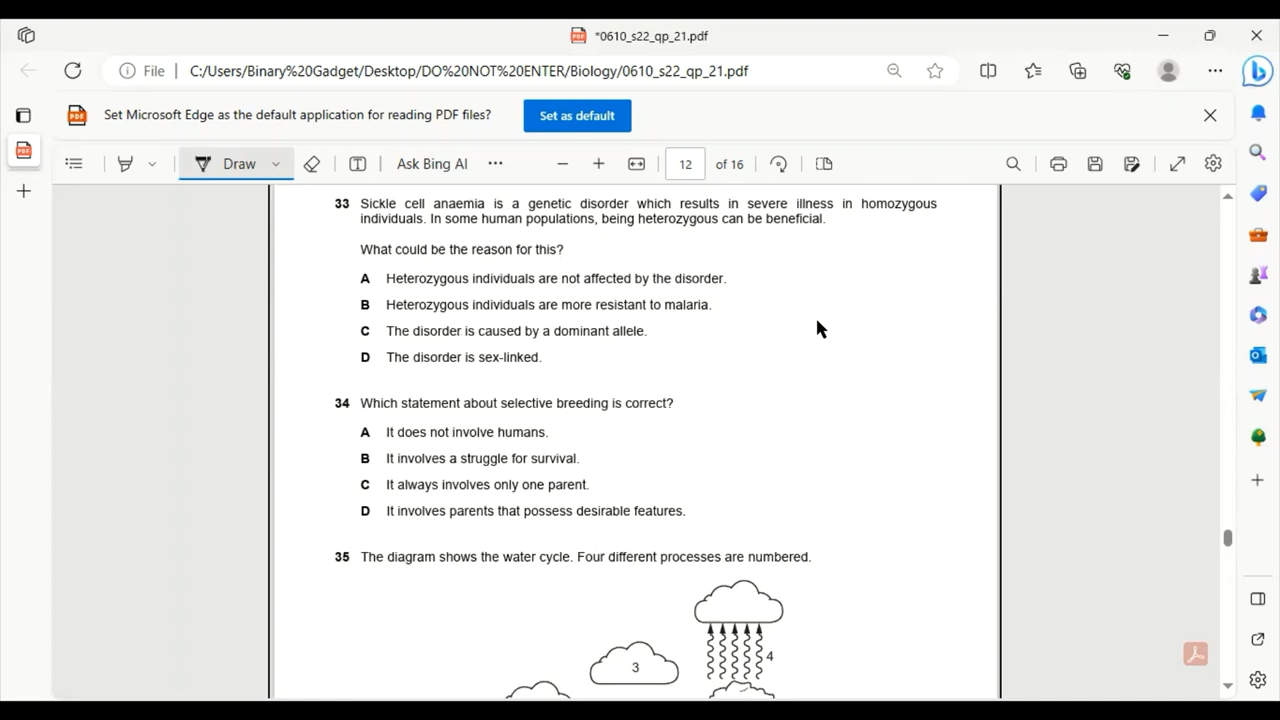 *0610_s22_qp_21.pdf
File
C:/Users/Binary%20Gadget/Desktop/DO%20NOT%20ENTER/Biology/0610_s22_qp_21.pdf
Set Microsoft Edge as the default application for reading PDF files?
Set as default
Draw
Ask Bing AI
12 of 16
33 Sickle cell anaemia is a genetic disorder which results in severe illness in homozygous
individuals. In some human populations, being heterozygous can be beneficial.
What could be the reason for this?
A Heterozygous individuals are not affected by the disorder.
B Heterozygous individuals are more resistant to malaria.
C The disorder is caused by a dominant allele.
D The disorder is sex-linked.
34 Which statement about selective breeding is correct?
A It does not involve humans.
B It involves a struggle for survival.
C It always involves only one parent.
D It involves parents that possess desirable features.
35 The diagram shows the water cycle. Four different processes are numbered.
4
3